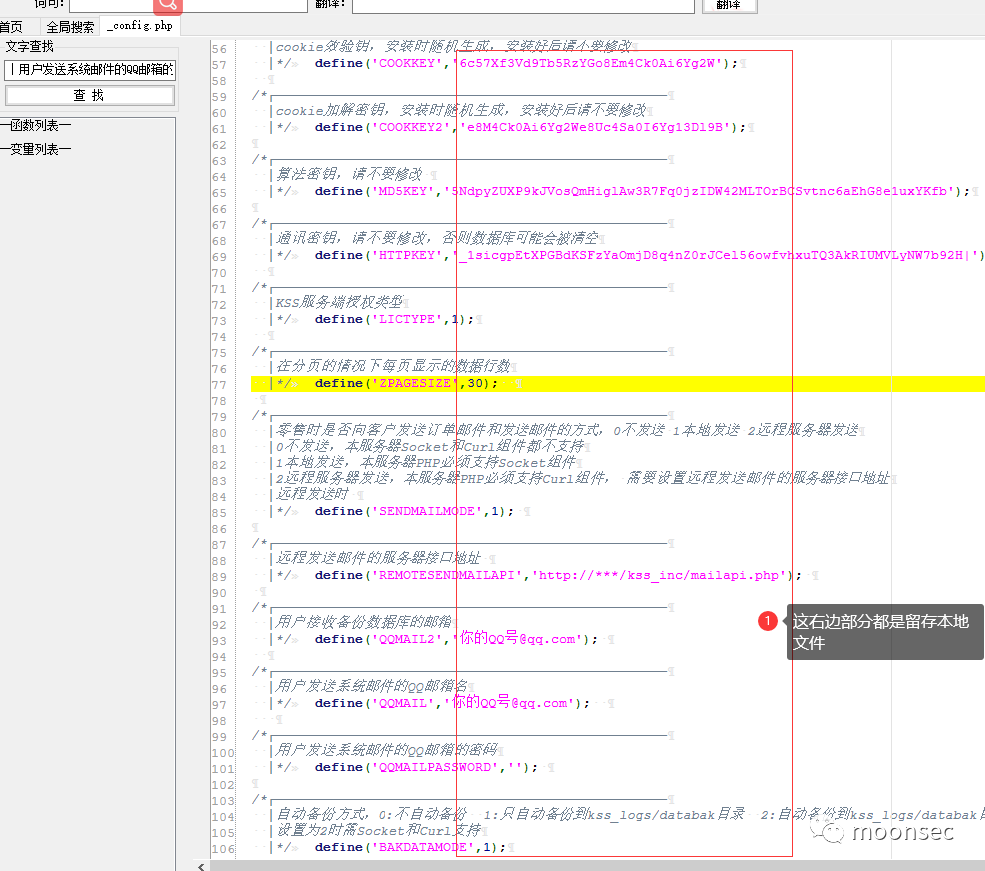 词句:
翻译:
翻译
首页
全局搜索
_config.php
文字查找
|用户发送系统邮件的QQ邮箱的
查 找
函数列表
变量列表
56 |cookie效验钥, 安装时随机生成, 安装好后请不要修改
57 |*/ define('COOKKEY','6c57Xf3Vd9Tb5RzYGo8Em4Ck0Ai6Yg2W');
58
59 /*
60 |cookie加解密钥, 安装时随机生成, 安装好后请不要修改
61 |*/ define('COOKKEY2','e8M4Ck0Ai6Yg2We8Uc4Sa0I6Yg13Dl9B');
62
63 /*
64 |算法密钥, 请不要修改
65 |*/ define('MD5KEY','5NdpyZUXP9kJVosQmHiglAw3R7Fq0jzIDW42MLTOrBCSvtnc6aEhG8e1uxYKfb');
66
67 /*
68 |通讯密钥, 请不要修改, 否则数据库可能会被清空
69 |*/ define('HTTPKEY','_1sicgpEtXPGBdKSFzYaOmjD8q4nZ0rJCel56owfvhxuTQ3AkRIUMVLyNW7b92H|')
70
71 /*
72 |KSS服务端授权类型
73 |*/ define('LICTYPE',1);
74
75 /*
76 |在分页的情况下每页显示的数据行数
77 |*/ define('ZPAGESIZE',30);
78
79 /*
80 |零售时是否向客户发送订单邮件和发送邮件的方式, 0不发送 1本地发送 2远程服务器发送
81 |0不发送, 本服务器Socket和Curl组件都不支持
82 |1本地发送, 本服务器PHP必须支持Socket组件
83 |2远程服务器发送, 本服务器PHP必须支持Curl组件, 需要设置远程发送邮件的服务器接口地址
84 |远程发送时
85 |*/ define('SENDMAILMODE',1);
86
87 /*
88 |远程发送邮件的服务器接口地址
89 |*/ define('REMOTESENDMAILAPI','http://***/kss_inc/mailapi.php');
90
91 /*
92 |用户接收备份数据库的邮箱
93 |*/ define('QQMAIL2','你的QQ号@qq.com');
94
95 /*
96 |用户发送系统邮件的QQ邮箱名
97 |*/ define('QQMAIL','你的QQ号@qq.com');
98
99 /*
100 |用户发送系统邮件的QQ邮箱的密码
101 |*/ define('QQMAILPASSWORD','');
102
103 /*
104 |自动备份方式, 0:不自动备份 1:只自动备份到kss_logs/databak目录 2:自动备份到kss_logs/databak
105 |设置为2时需Socket和Curl支持
106 |*/ define('BAKDATAMODE',1);
1
这右边部分都是留存本地
文件
moonsec